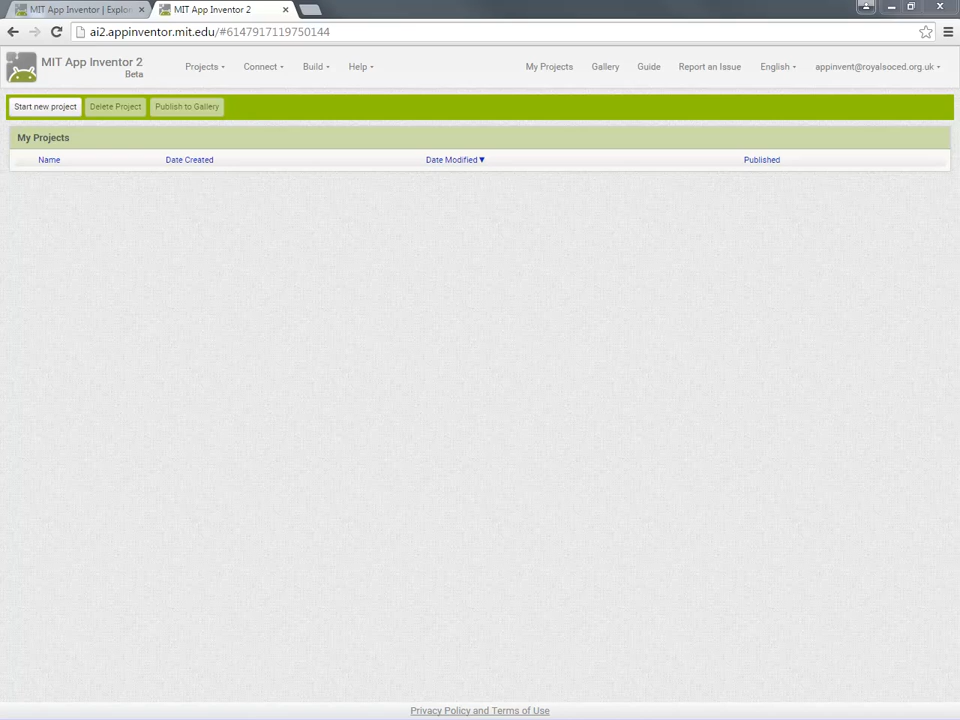 MIT App Inventor | Explor
MIT App Inventor 2
ai2.appinventor.mit.edu/#6147917119750144
MIT App Inventor 2
Beta
Projects
Connect
Build
Help
My Projects
Gallery
Guide
Report an Issue
English
appinvent@royalsoced.org.uk
Start new project
Delete Project
Publish to Gallery
My Projects
Name
Date Created
Date Modified▼
Published
Privacy Policy and Terms of Use